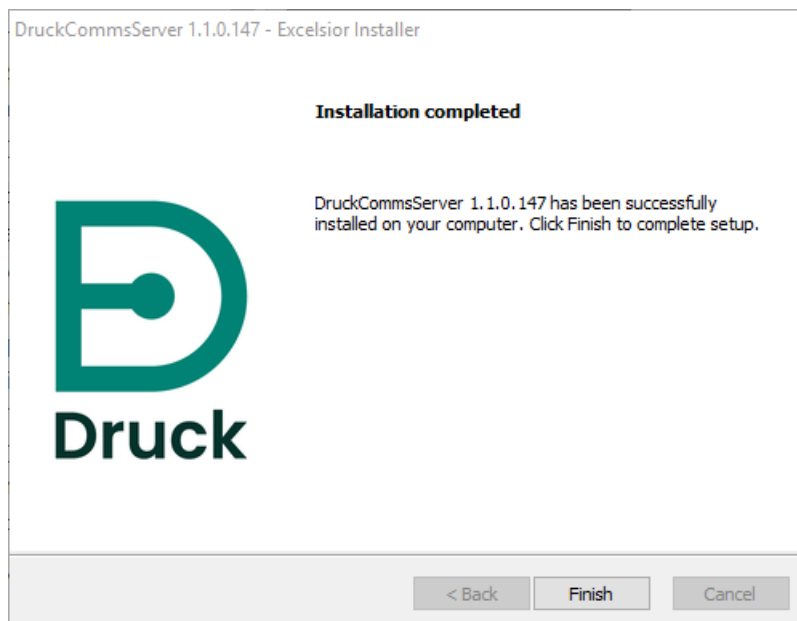 DruckCommsServer 1.1.0.147 - Excelsior Installer
Installation completed
DruckCommsServer 1.1.0.147 has been successfully
installed on your computer. Click Finish to complete setup.
Druck
< Back
Finish
Cancel